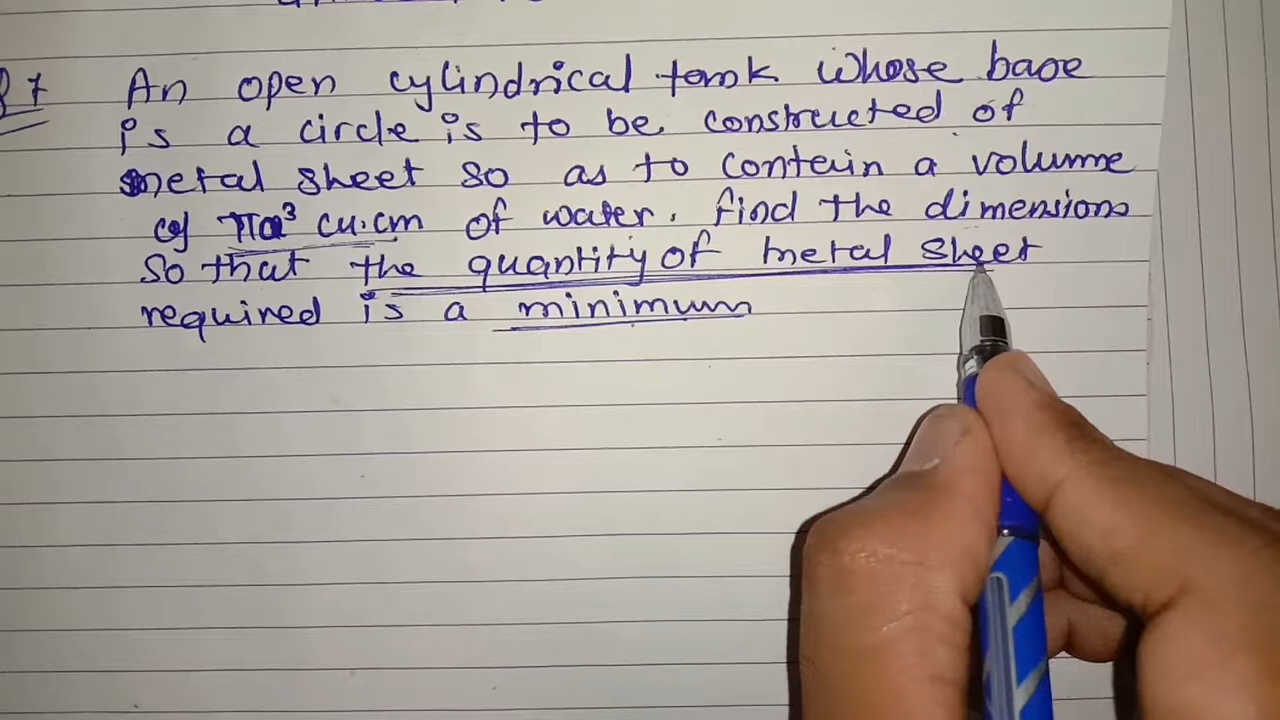 Q7 An open cylindrical tank whose base
is a circle is to be constructed of
metal sheet so as to contain a volume
of πa³ cu.cm of water. find the dimensions
so that the quantity of metal sheet
required is a minimum